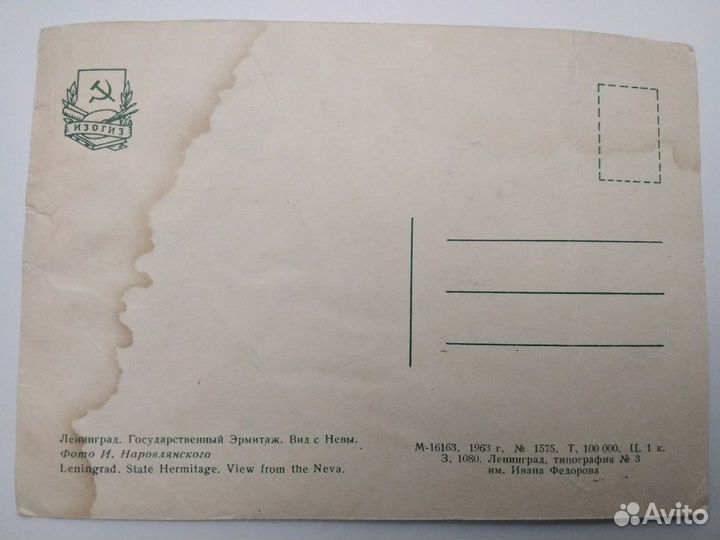 ИЗОГИЗ
Ленинград. Государственный Эрмитаж. Вид с Невы.
Фото И. Наровлянского
Leningrad. State Hermitage. View from the Neva.
М-16163. 1963 г. № 1575. Т. 100 000. Ц. 1 к.
З. 1080. Ленинград, типография № 3
им. Ивана Федорова
Avito